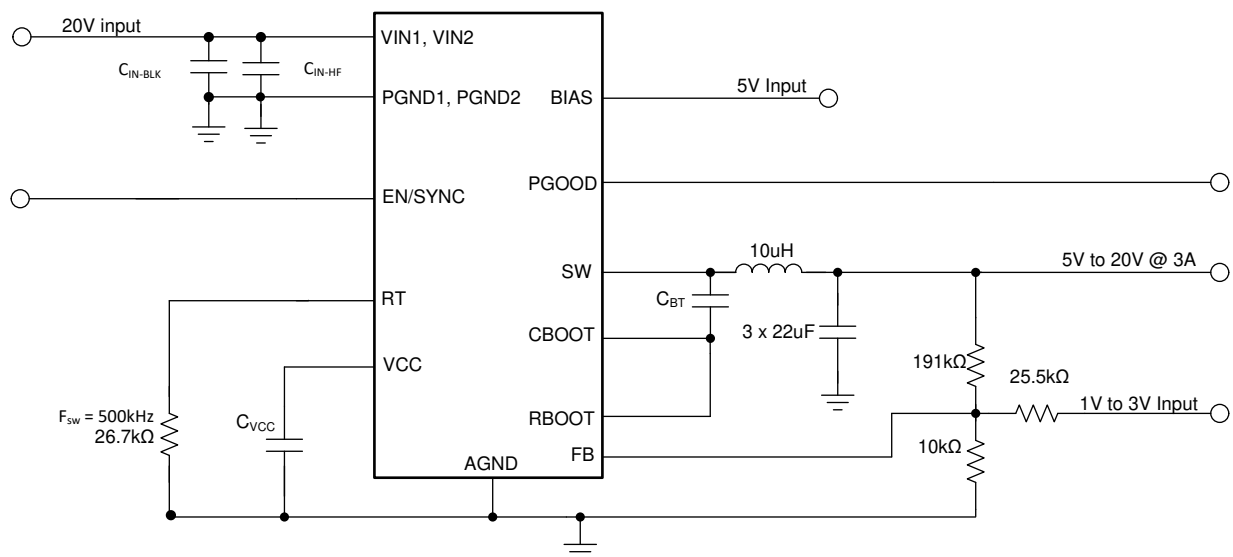 20V input
VIN1, VIN2
CIN-BLK
CIN-HF
PGND1, PGND2
BIAS
5V Input
PGOOD
EN/SYNC
10uH
SW
5V to 20V @ 3A
RT
CBT
3 x 22uF
CBOOT
VCC
191kΩ
25.5kΩ
Fsw = 500kHz
26.7kΩ
CVCC
RBOOT
1V to 3V Input
FB
10kΩ
AGND